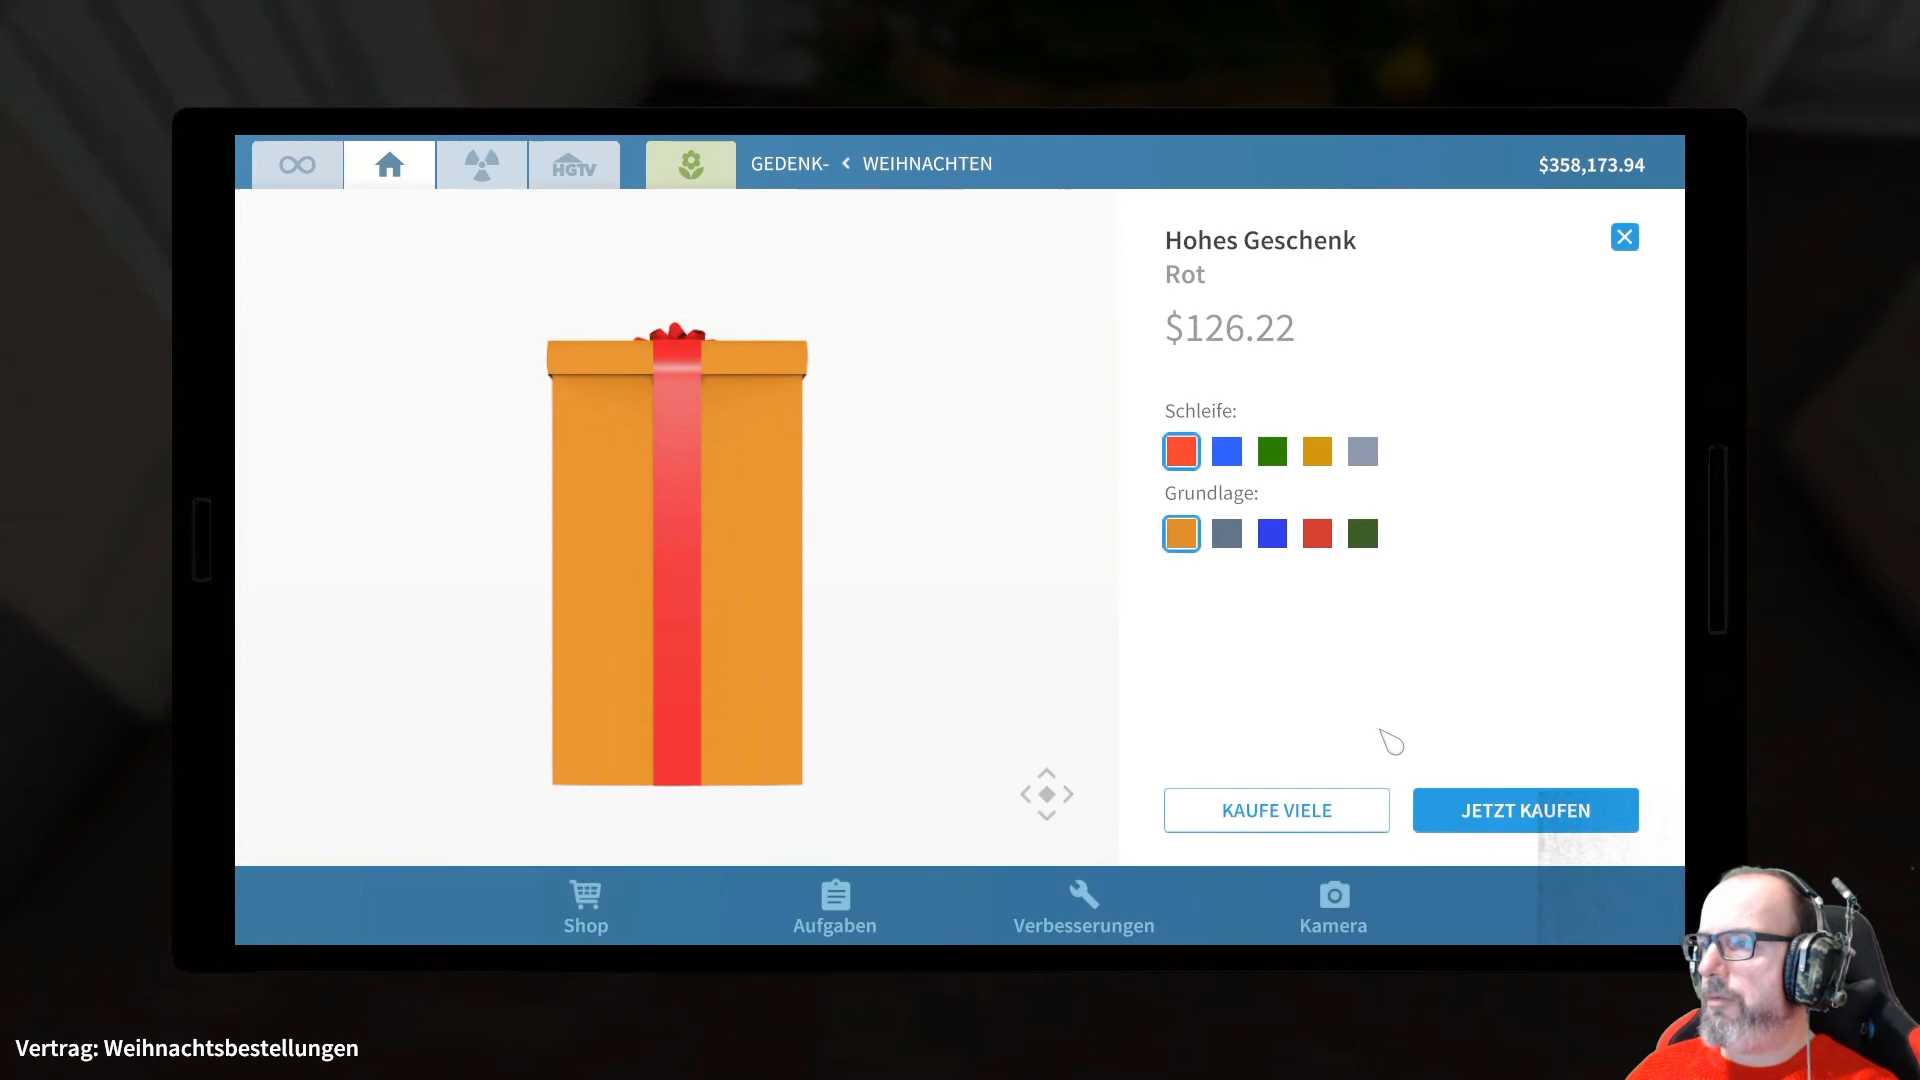 HGTV
GEDENK- < WEIHNACHTEN
$358,173.94
Hohes Geschenk
Rot
$126.22
Schleife:
Grundlage:
KAUFE VIELE
JETZT KAUFEN
Shop
Aufgaben
Verbesserungen
Kamera
Vertrag: Weihnachtsbestellungen